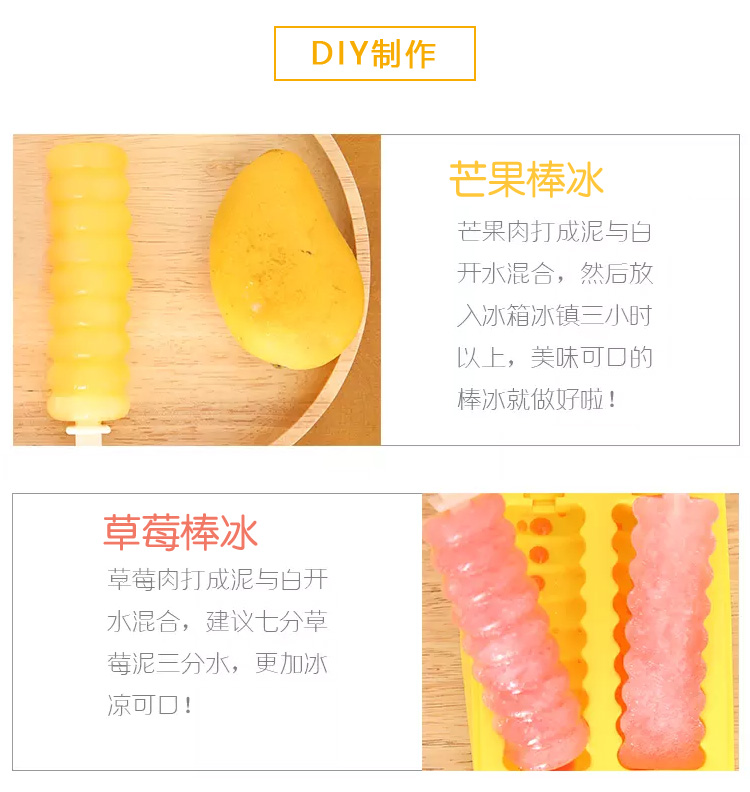 DIY制作
芒果棒冰
芒果肉打成泥与白
开水混合，然后放
入冰箱冰镇三小时
以上，美味可口的
棒冰就做好啦！
草莓棒冰
草莓肉打成泥与白开
水混合，建议七分草
莓泥三分水，更加冰
凉可口！